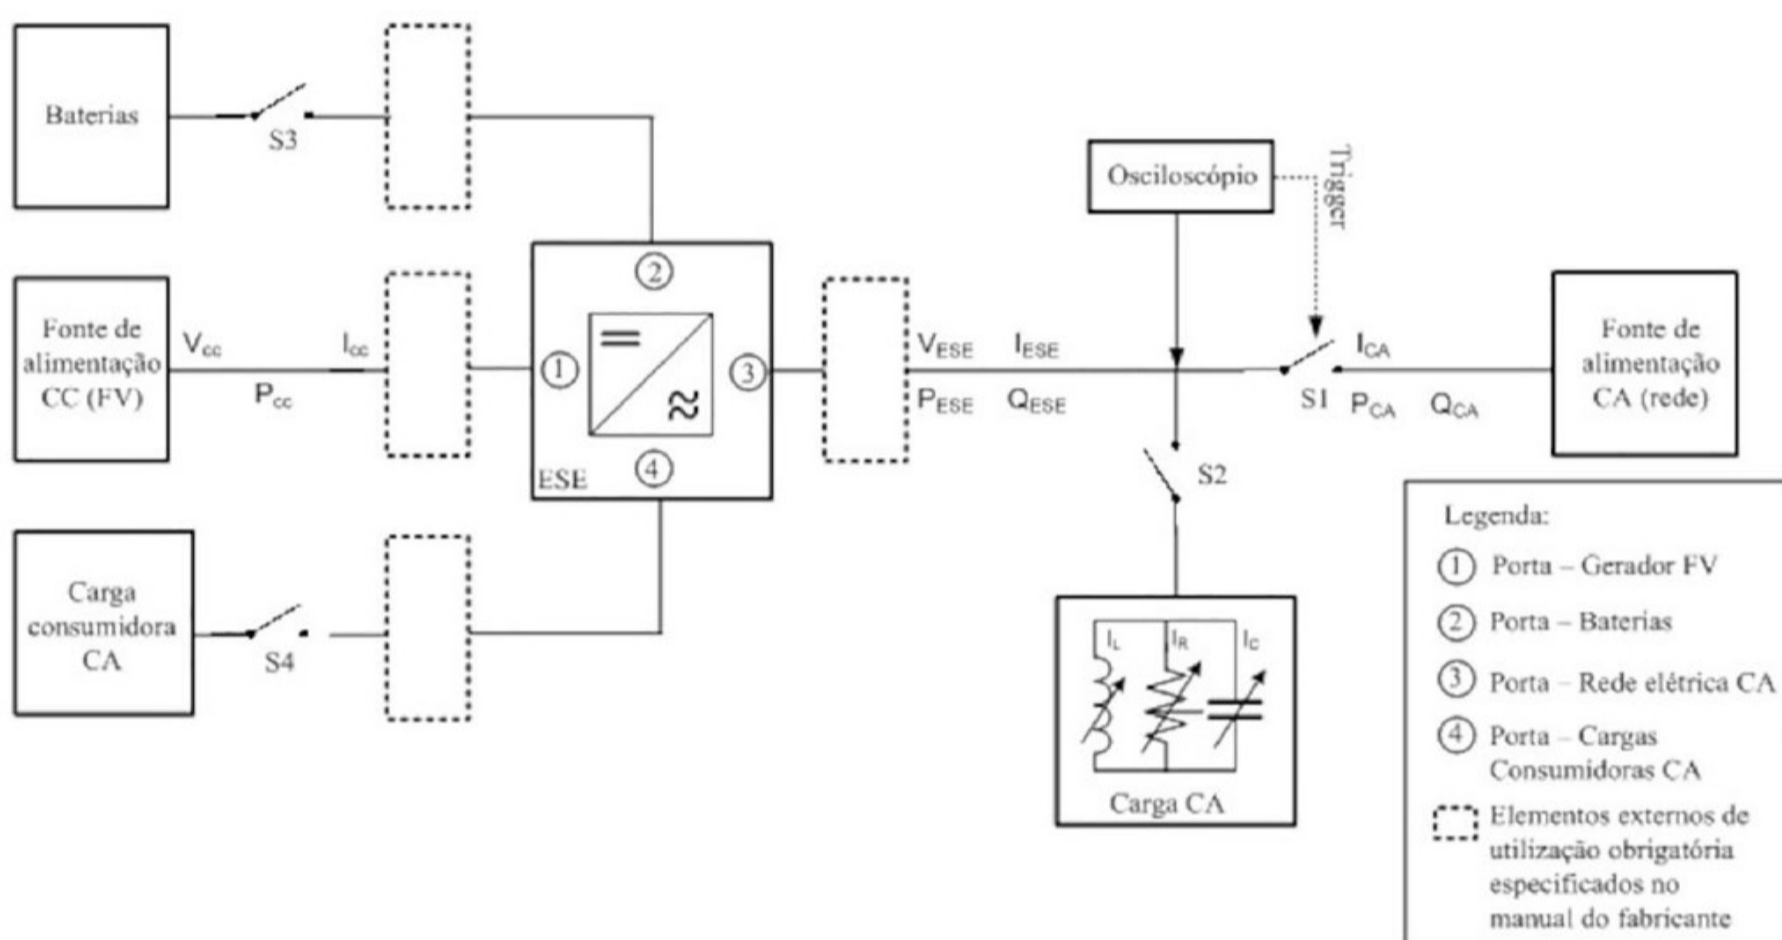 Baterias
S3
Osciloscópio
Trigger
Fonte de
alimentação
CC (FV)
Vcc
Icc
Pcc
2
1
3
4
ESE
VESE
IESE
PESE
QESE
S1
ICA
PCA
QCA
Fonte de
alimentação
CA (rede)
S2
Carga
consumidora
CA
S4
IL
IR
IC
Carga CA
Legenda:
1 Porta – Gerador FV
2 Porta – Baterias
3 Porta – Rede elétrica CA
4 Porta – Cargas
Consumidoras CA
Elementos externos de
utilização obrigatória
especificados no
manual do fabricante